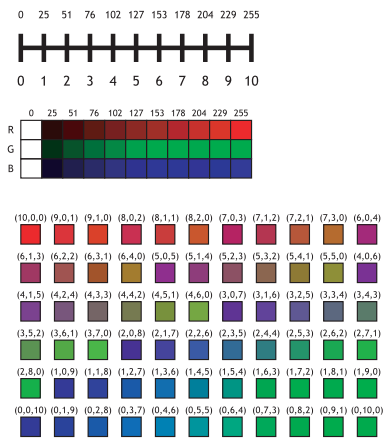 0 25 51 76 102 127 153 178 204 229 255
0 1 2 3 4 5 6 7 8 9 10
0 25 51 76 102 127 153 178 204 229 255
R
G
B
(10,0,0) (9,0,1) (9,1,0) (8,0,2) (8,1,1) (8,2,0) (7,0,3) (7,1,2) (7,2,1) (7,3,0) (6,0,4)
(6,1,3) (6,2,2) (6,3,1) (6,4,0) (5,0,5) (5,1,4) (5,2,3) (5,3,2) (5,4,1) (5,5,0) (4,0,6)
(4,1,5) (4,2,4) (4,3,3) (4,4,2) (4,5,1) (4,6,0) (3,0,7) (3,1,6) (3,2,5) (3,3,4) (3,4,3)
(3,5,2) (3,6,1) (3,7,0) (2,0,8) (2,1,7) (2,2,6) (2,3,5) (2,4,4) (2,5,3) (2,6,2) (2,7,1)
(2,8,0) (1,0,9) (1,1,8) (1,2,7) (1,3,6) (1,4,5) (1,5,4) (1,6,3) (1,7,2) (1,8,1) (1,9,0)
(0,0,10) (0,1,9) (0,2,8) (0,3,7) (0,4,6) (0,5,5) (0,6,4) (0,7,3) (0,8,2) (0,9,1) (0,10,0)